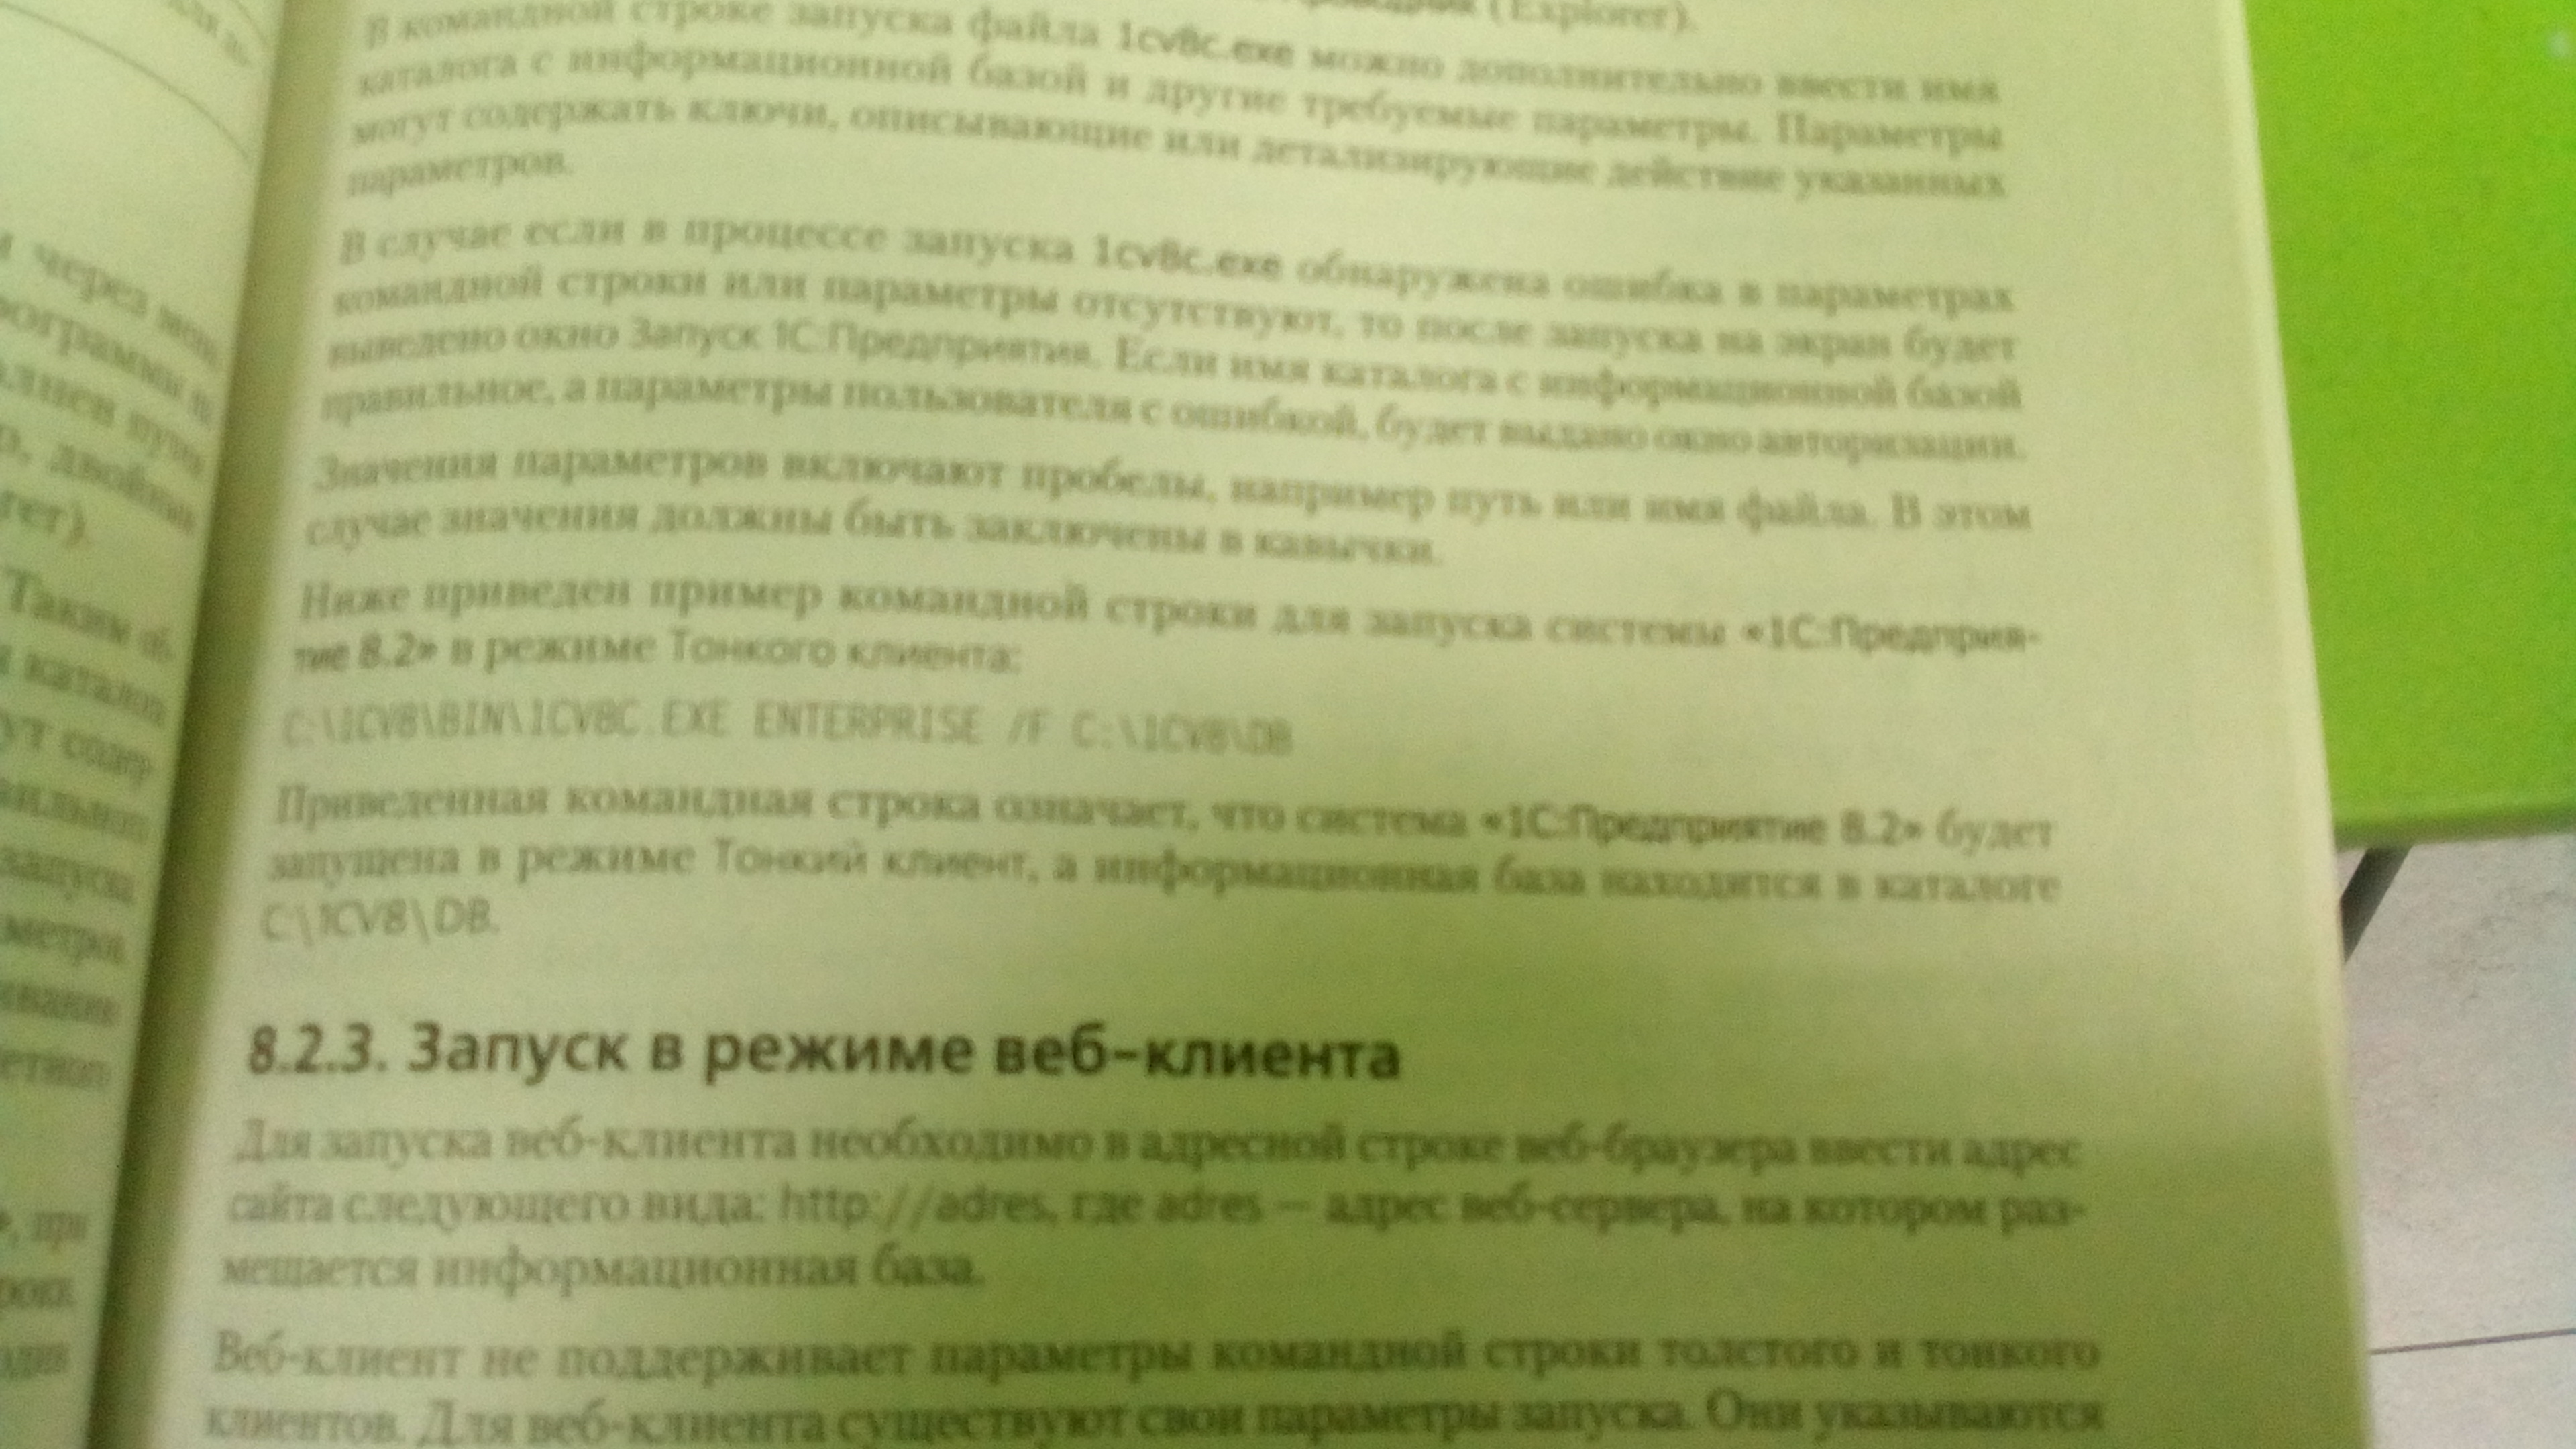 (Explorer).
В командной строке запуска файла 1cv8c.exe можно дополнительно ввести имя
каталога с информационной базой и другие требуемые параметры. Параметры
могут содержать ключи, описывающие или детализирующие действие указанных
параметров.
В случае если в процессе запуска 1cv8c.exe обнаружена ошибка в параметрах
командной строки или параметры отсутствуют, то после запуска на экран будет
выведено окно Запуск 1С:Предприятия. Если имя каталога с информационной базой
правильное, а параметры пользователя с ошибкой, будет выдано окно авторизации.
Значения параметров включают пробелы, например путь или имя файла. В этом
случае значения должны быть заключены в кавычки.
Ниже приведен пример командной строки для запуска системы «1С:Предприя-
тие 8.2» в режиме Тонкого клиента:
C:\1CV8\BIN\1CV8C.EXE ENTERPRISE /F C:\1CV8\DB
Приведенная командная строка означает, что система «1С:Предприятие 8.2» будет
запущена в режиме Тонкий клиент, а информационная база находится в каталоге
C\1CV8\DB.
8.2.3. Запуск в режиме веб-клиента
Для запуска веб-клиента необходимо в адресной строке веб-браузера ввести адрес
сайта следующего вида: http://adres, где adres — адрес веб-сервера, на котором раз-
мещается информационная база.
Веб-клиент не поддерживает параметры командной строки толстого и тонкого
клиентов. Для веб-клиента существуют свои параметры запуска. Они указываются